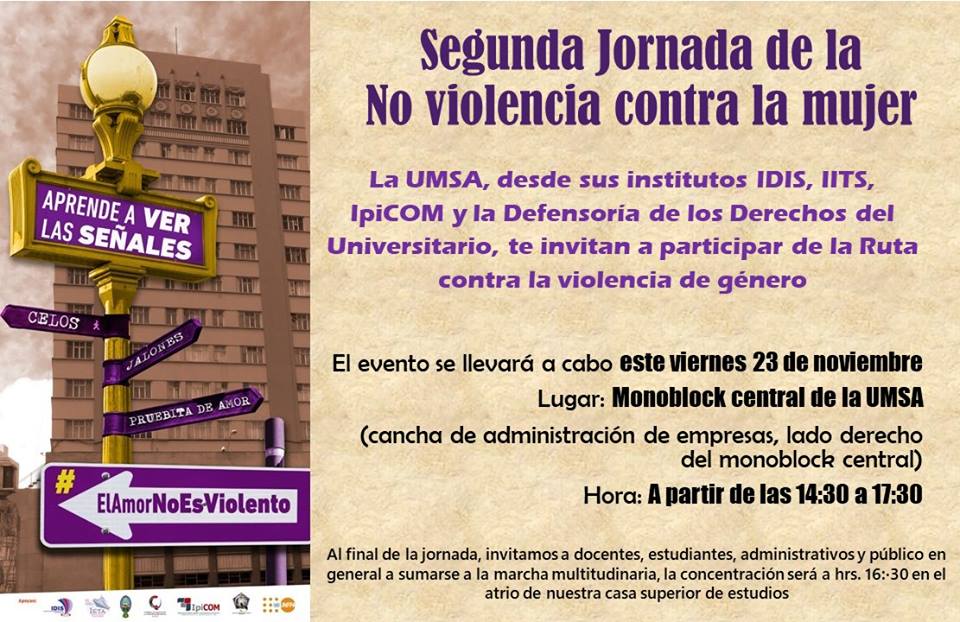 APRENDE A VER
LAS SEÑALES
CELOS
JALONES
PRUEBITA DE AMOR
#
ElAmorNoEsViolento
Segunda Jornada de la
No violencia contra la mujer
La UMSA, desde sus institutos IDIS, IITS,
IpiCOM y la Defensoría de los Derechos del
Universitario, te invitan a participar de la Ruta
contra la violencia de género
El evento se llevará a cabo este viernes 23 de noviembre
Lugar: Monoblock central de la UMSA
(cancha de administración de empresas, lado derecho
del monoblock central)
Hora: A partir de las 14:30 a 17:30
Al final de la jornada, invitamos a docentes, estudiantes, administrativos y público en
general a sumarse a la marcha multitudinaria, la concentración será a hrs. 16:·30 en el
atrio de nuestra casa superior de estudios
IDIS
IpiCOM